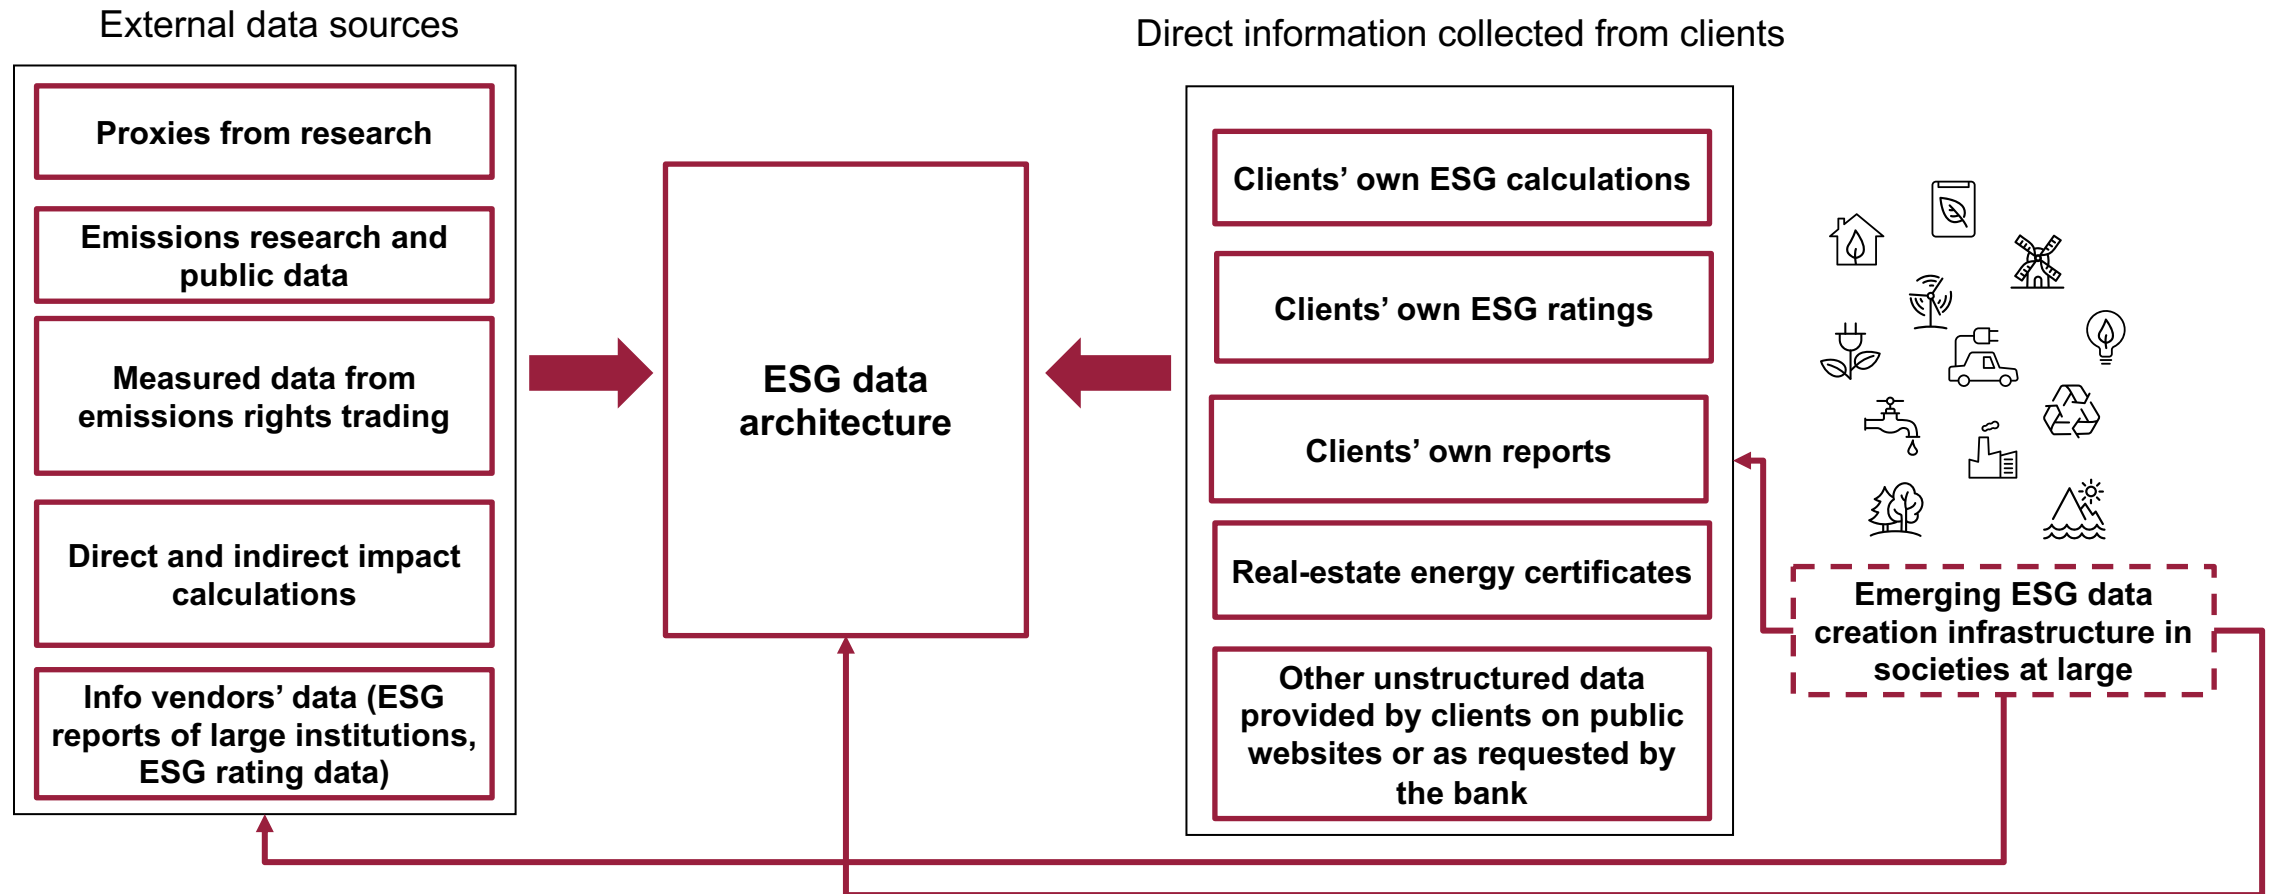 External data sources
Proxies from research
Emissions research and
public data
Measured data from
emissions rights trading
Direct and indirect impact
calculations
Info vendors’ data (ESG
reports of large institutions,
ESG rating data)
ESG data
architecture
Direct information collected from clients
Clients’ own ESG calculations
Clients’ own ESG ratings
Clients’ own reports
Real-estate energy certificates
Other unstructured data
provided by clients on public
websites or as requested by
the bank
Emerging ESG data
creation infrastructure in
societies at large